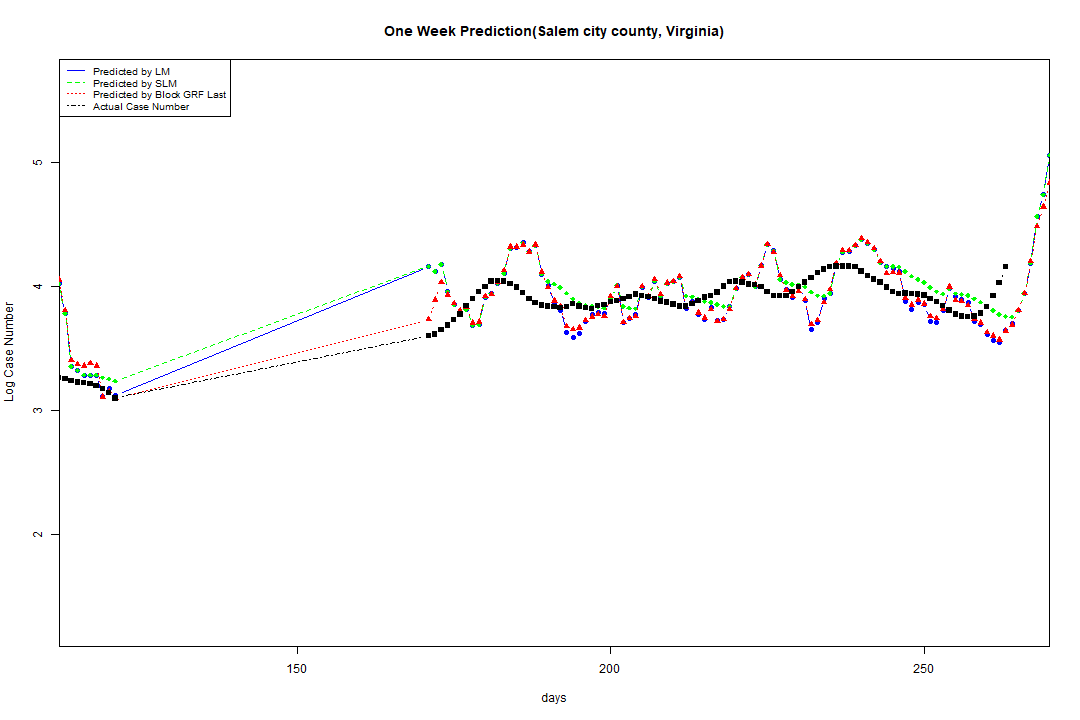 One Week Prediction(Salem city county, Virginia)
Predicted by LM
Predicted by SLM
Predicted by Block GRF Last
Actual Case Number
5
4
3
2
Log Case Number
150 200 250
days